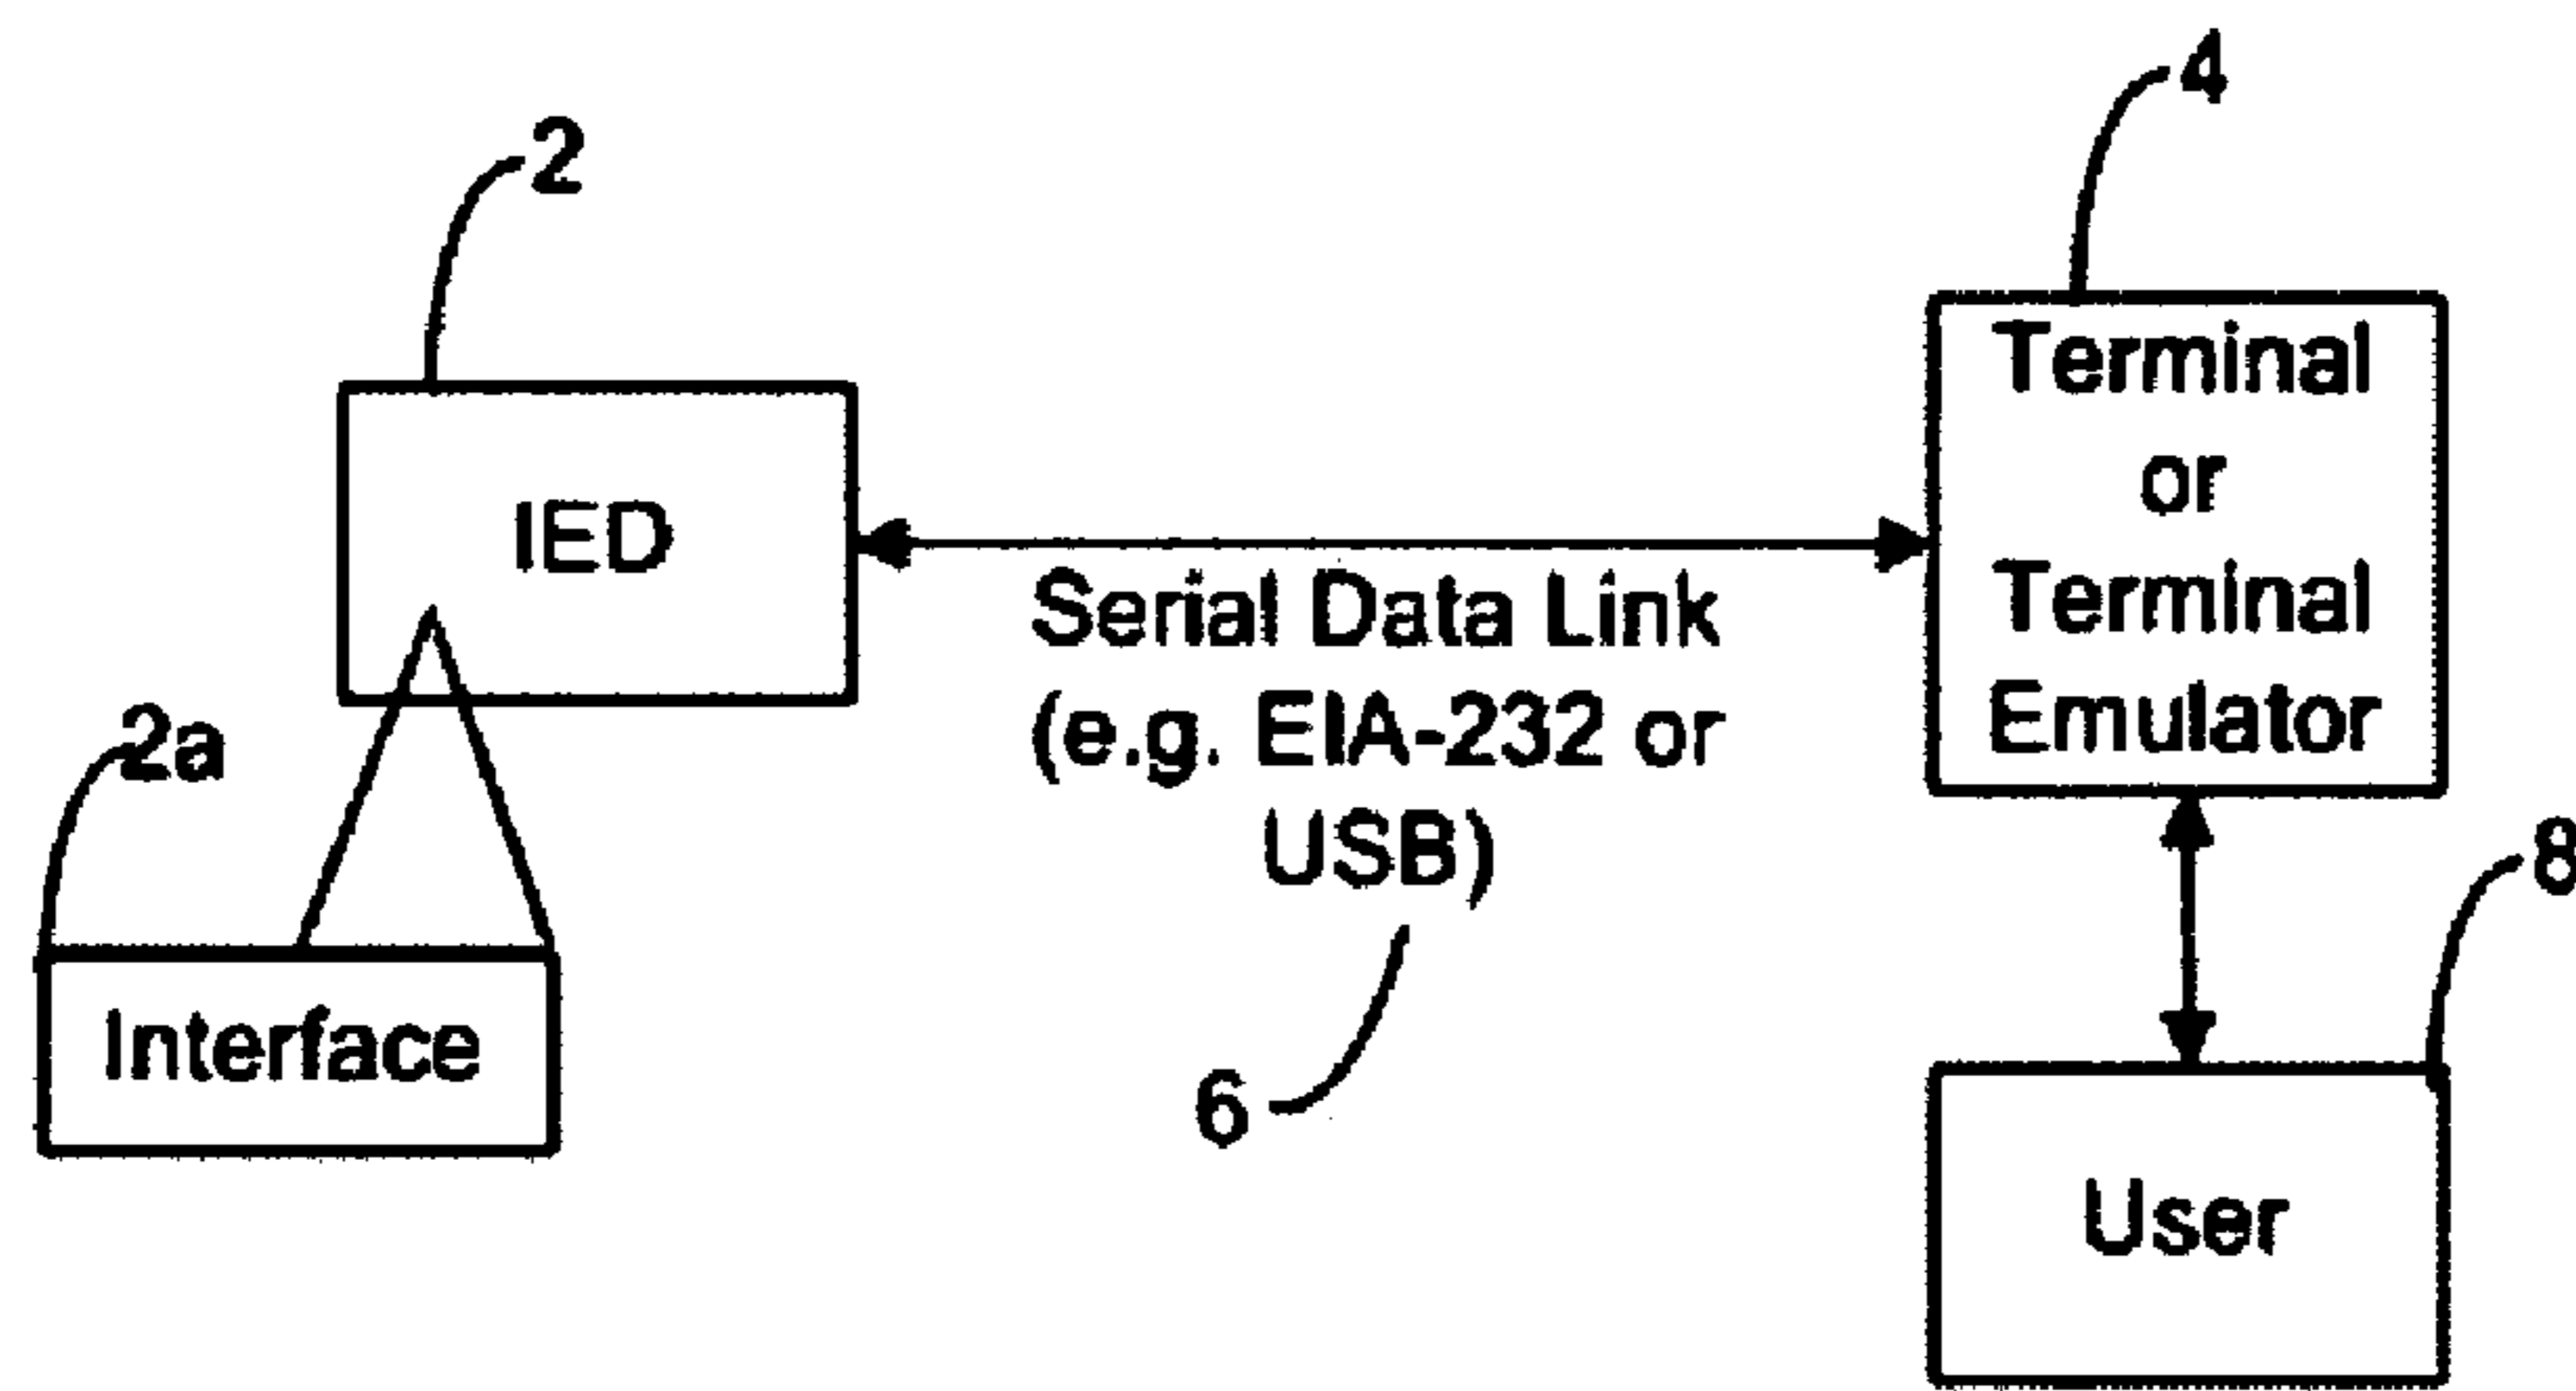 2
4
IED
Terminal
or
Terminal
Emulator
Serial Data Link
(e.g. EIA-232 or
USB)
2a
Interface
6
8
User